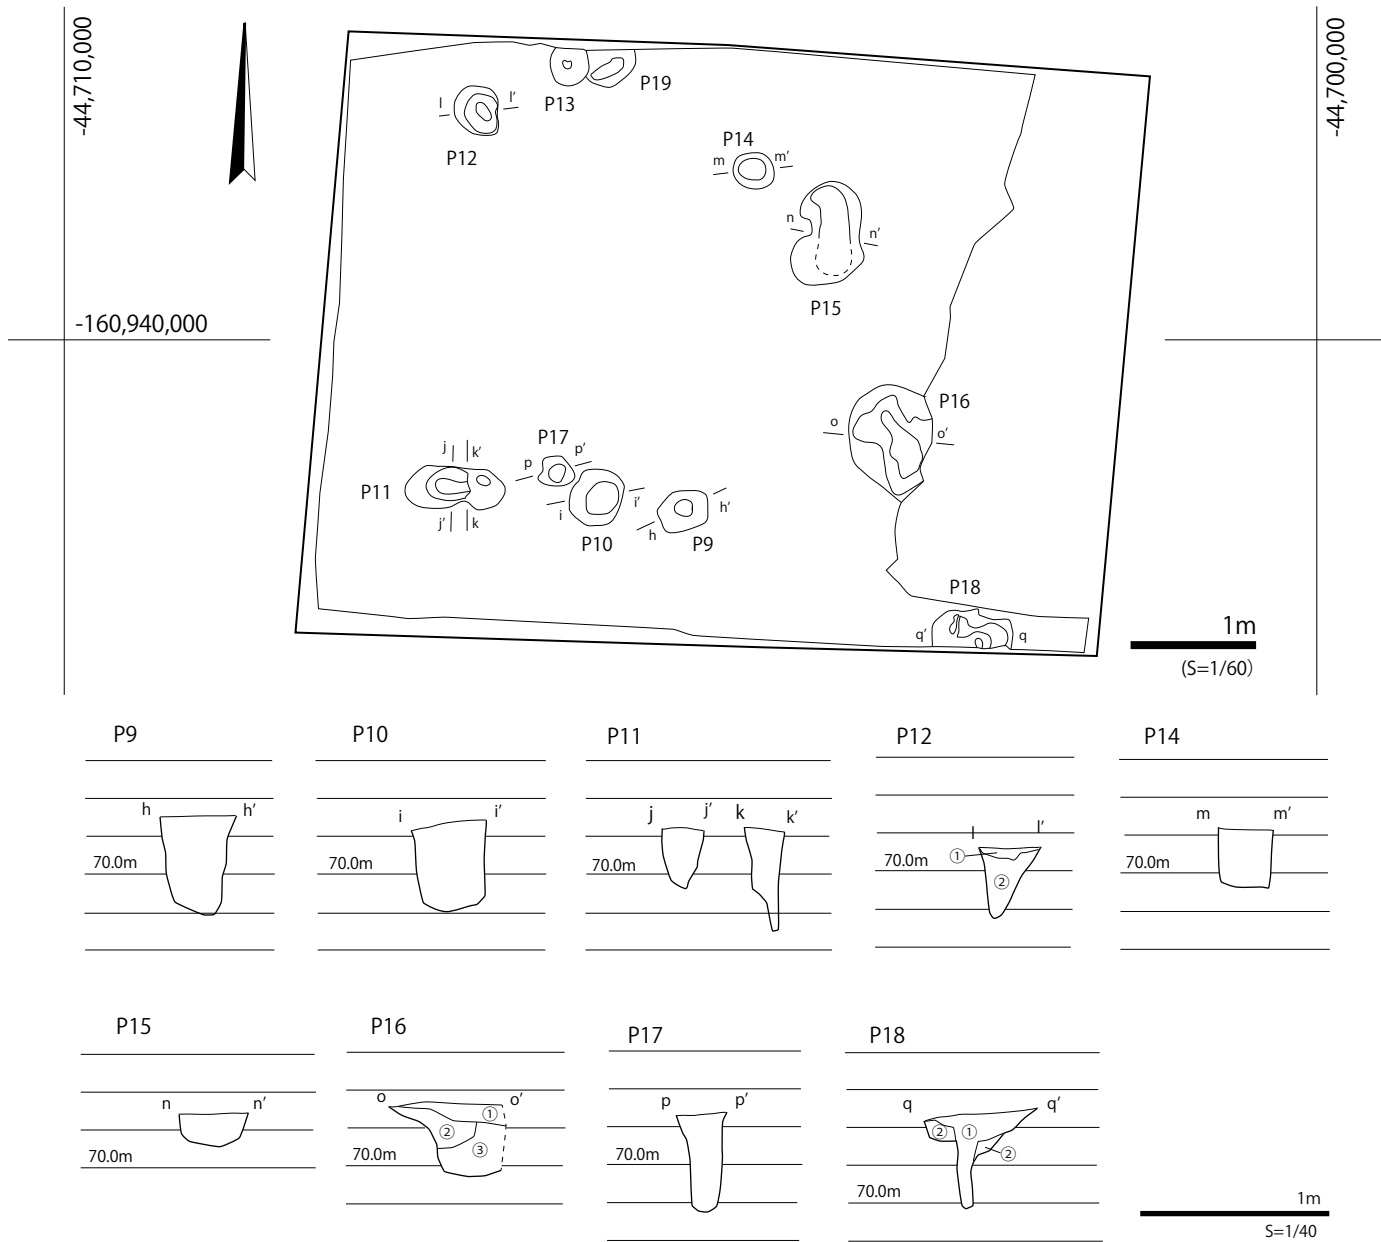 -44,710,000
-44,700,000
P13
P19
l
l′
P12
P14
m
m′
n
n′
P15
-160,940,000
P16
o
o′
P17
j
k′
p
p′
P11
i
i′
h′
j′
k
h
P10
P9
P18
q′
q
1m
(S=1/60)
P9
P10
P11
P12
P14
h
h′
i
i′
j
j′
k
k′
l
l′
m
m′
70.0m
70.0m
①
②
70.0m
70.0m
P15
P16
P17
P18
n
n′
o
o′
p
p′
q
q′
①
②
③
②
①
②
70.0m
70.0m
70.0m
70.0m
1m
S=1/40